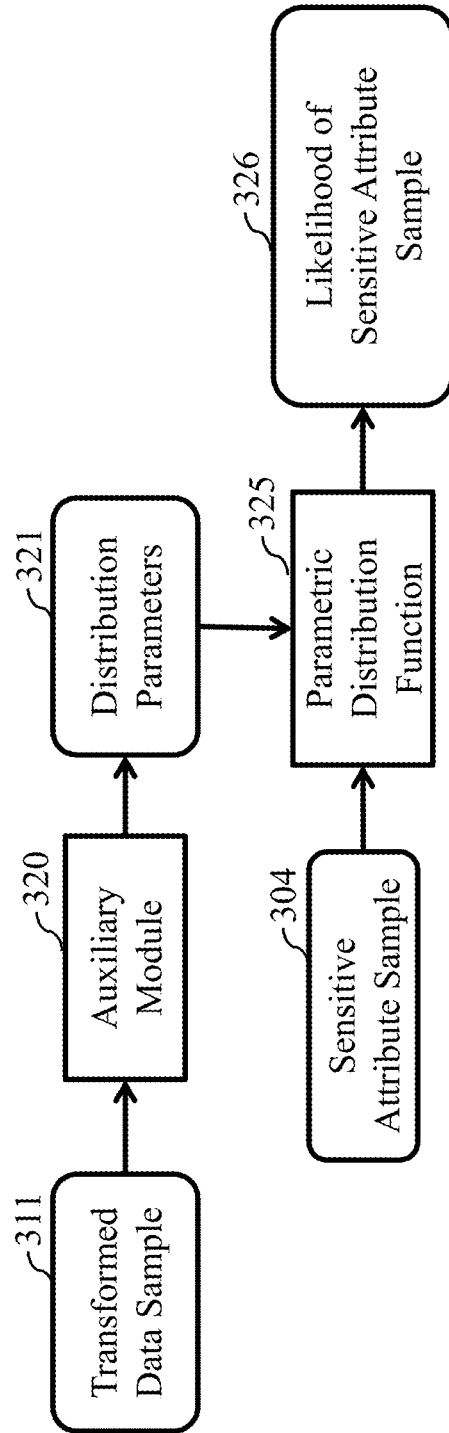 311
Transformed
Data Sample
320
Auxiliary
Module
321
Distribution
Parameters
304
Sensitive
Attribute Sample
325
Parametric
Distribution
Function
326
Likelihood of
Sensitive Attribute
Sample